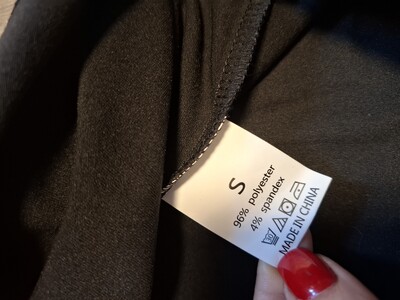 S
96% polyester
4% spandex
MADE IN CHINA